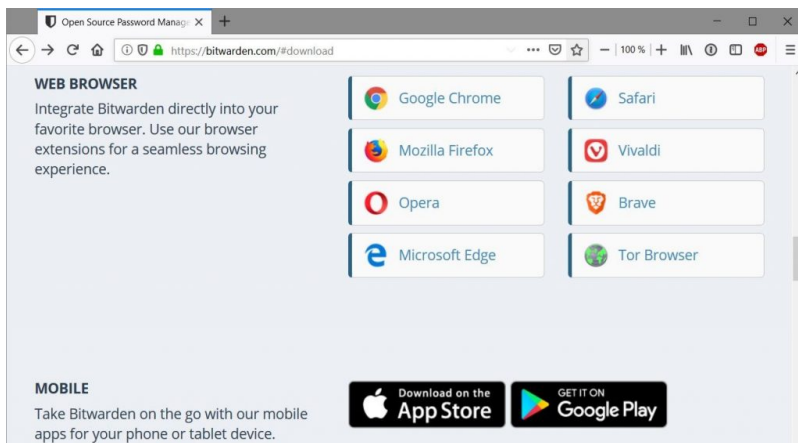 Open Source Password Manage
https://bitwarden.com/#download
100 %
ABP
WEB BROWSER
Integrate Bitwarden directly into your
favorite browser. Use our browser
extensions for a seamless browsing
experience.
Google Chrome
Safari
Mozilla Firefox
Vivaldi
Opera
Brave
Microsoft Edge
Tor Browser
MOBILE
Take Bitwarden on the go with our mobile
apps for your phone or tablet device.
Download on the
App Store
GET IT ON
Google Play